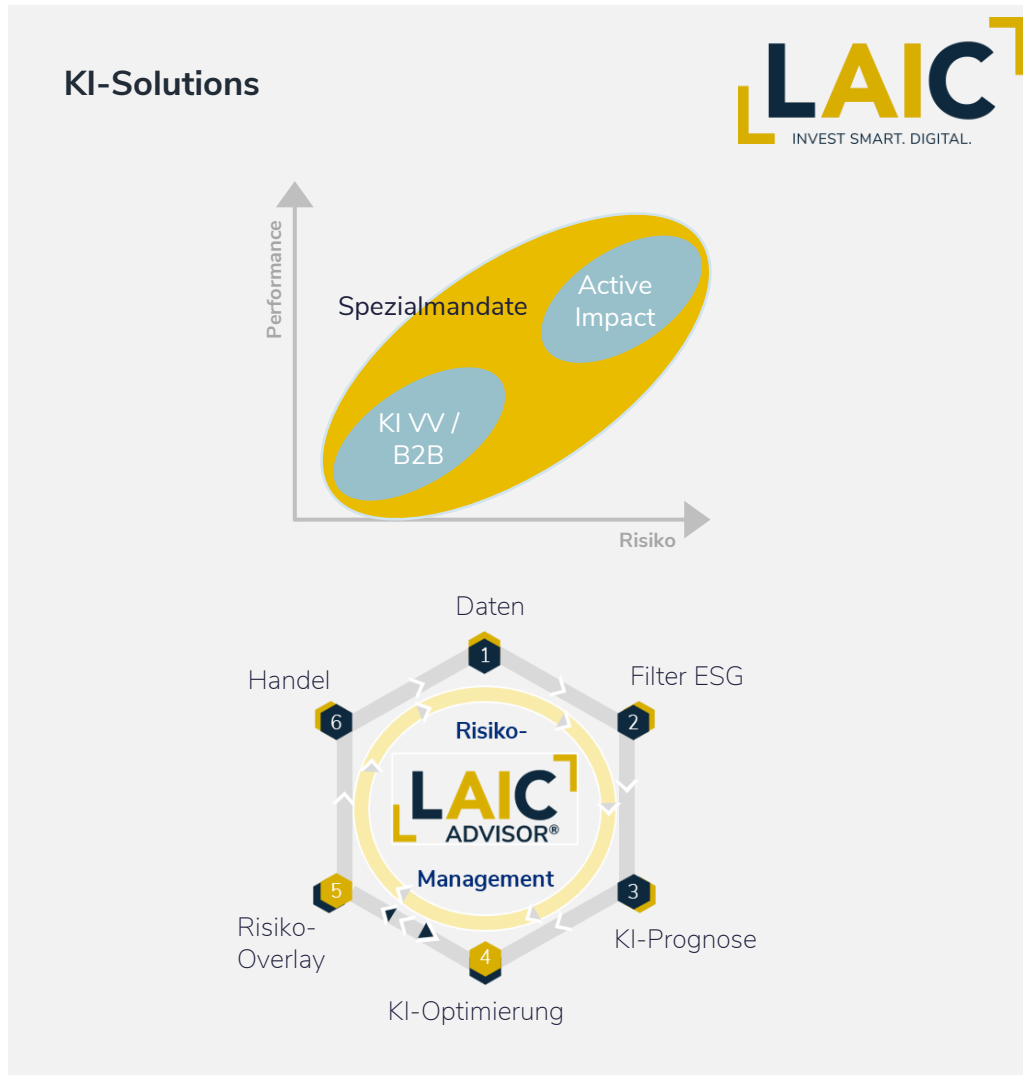 KI-Solutions
LAIC
INVEST SMART. DIGITAL.
Performance
Spezialmandate
Active
Impact
KI VV /
B2B
Risiko
Daten
1
Filter ESG
2
Handel
6
Risiko-
LAIC
ADVISOR®
Management
5
Risiko-
Overlay
3
KI-Prognose
4
KI-Optimierung